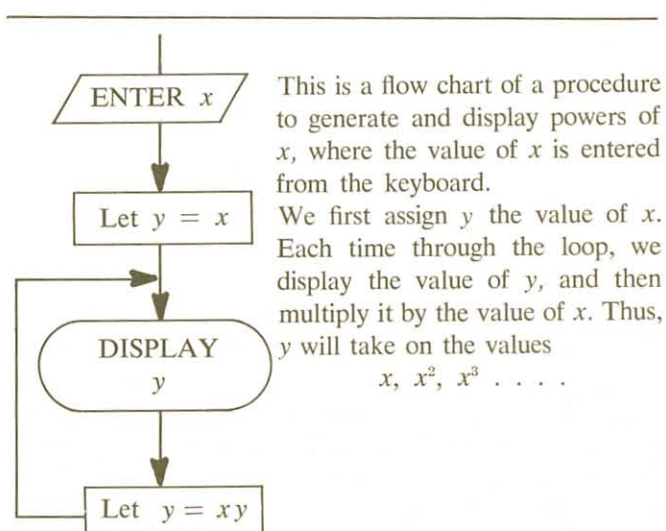 ENTER x
Let y = x
DISPLAY
y
Let y = xy
This is a flow chart of a procedure
to generate and display powers of
x, where the value of x is entered
from the keyboard.
We first assign y the value of x.
Each time through the loop, we
display the value of y, and then
multiply it by the value of x. Thus,
y will take on the values
x, x², x³ . . . .